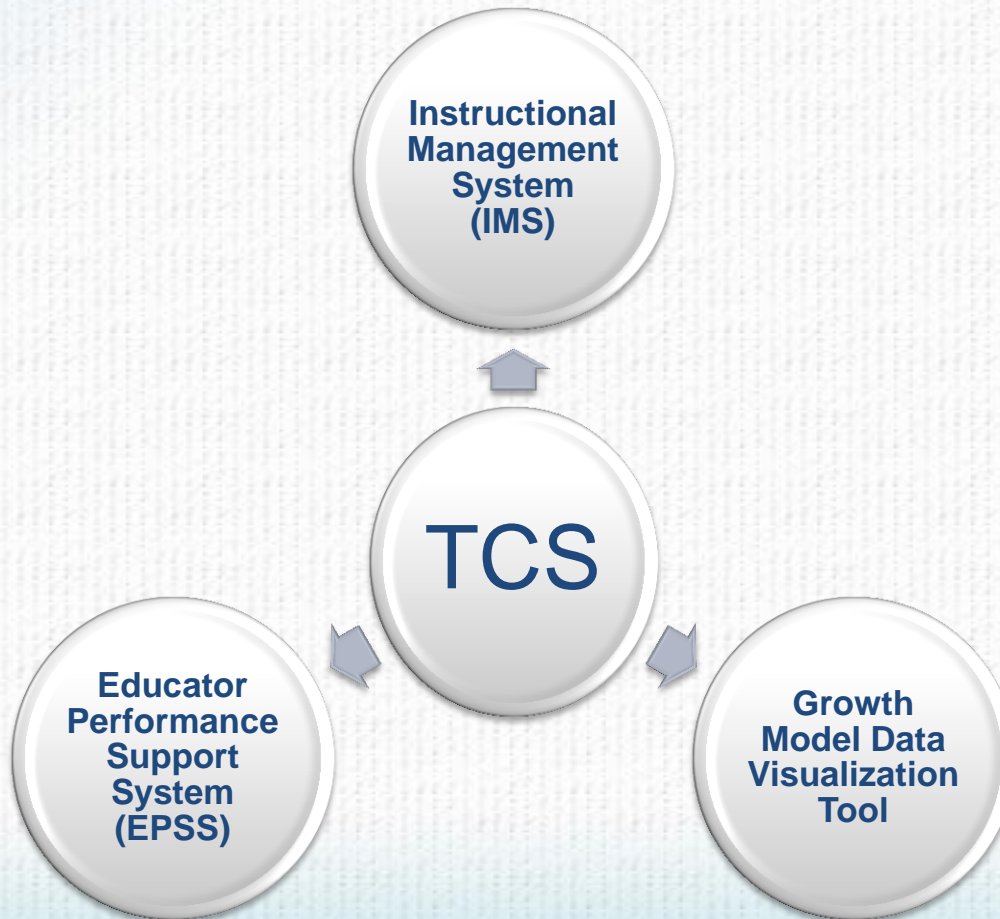 Instructional
Management
System
(IMS)
TCS
Educator
Performance
Support
System
(EPSS)
Growth
Model Data
Visualization
Tool